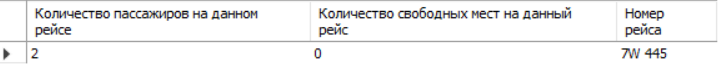 Количество пассажиров на данном рейсе
Количество свободных мест на данный рейс
Номер рейса
2
0
7W 445